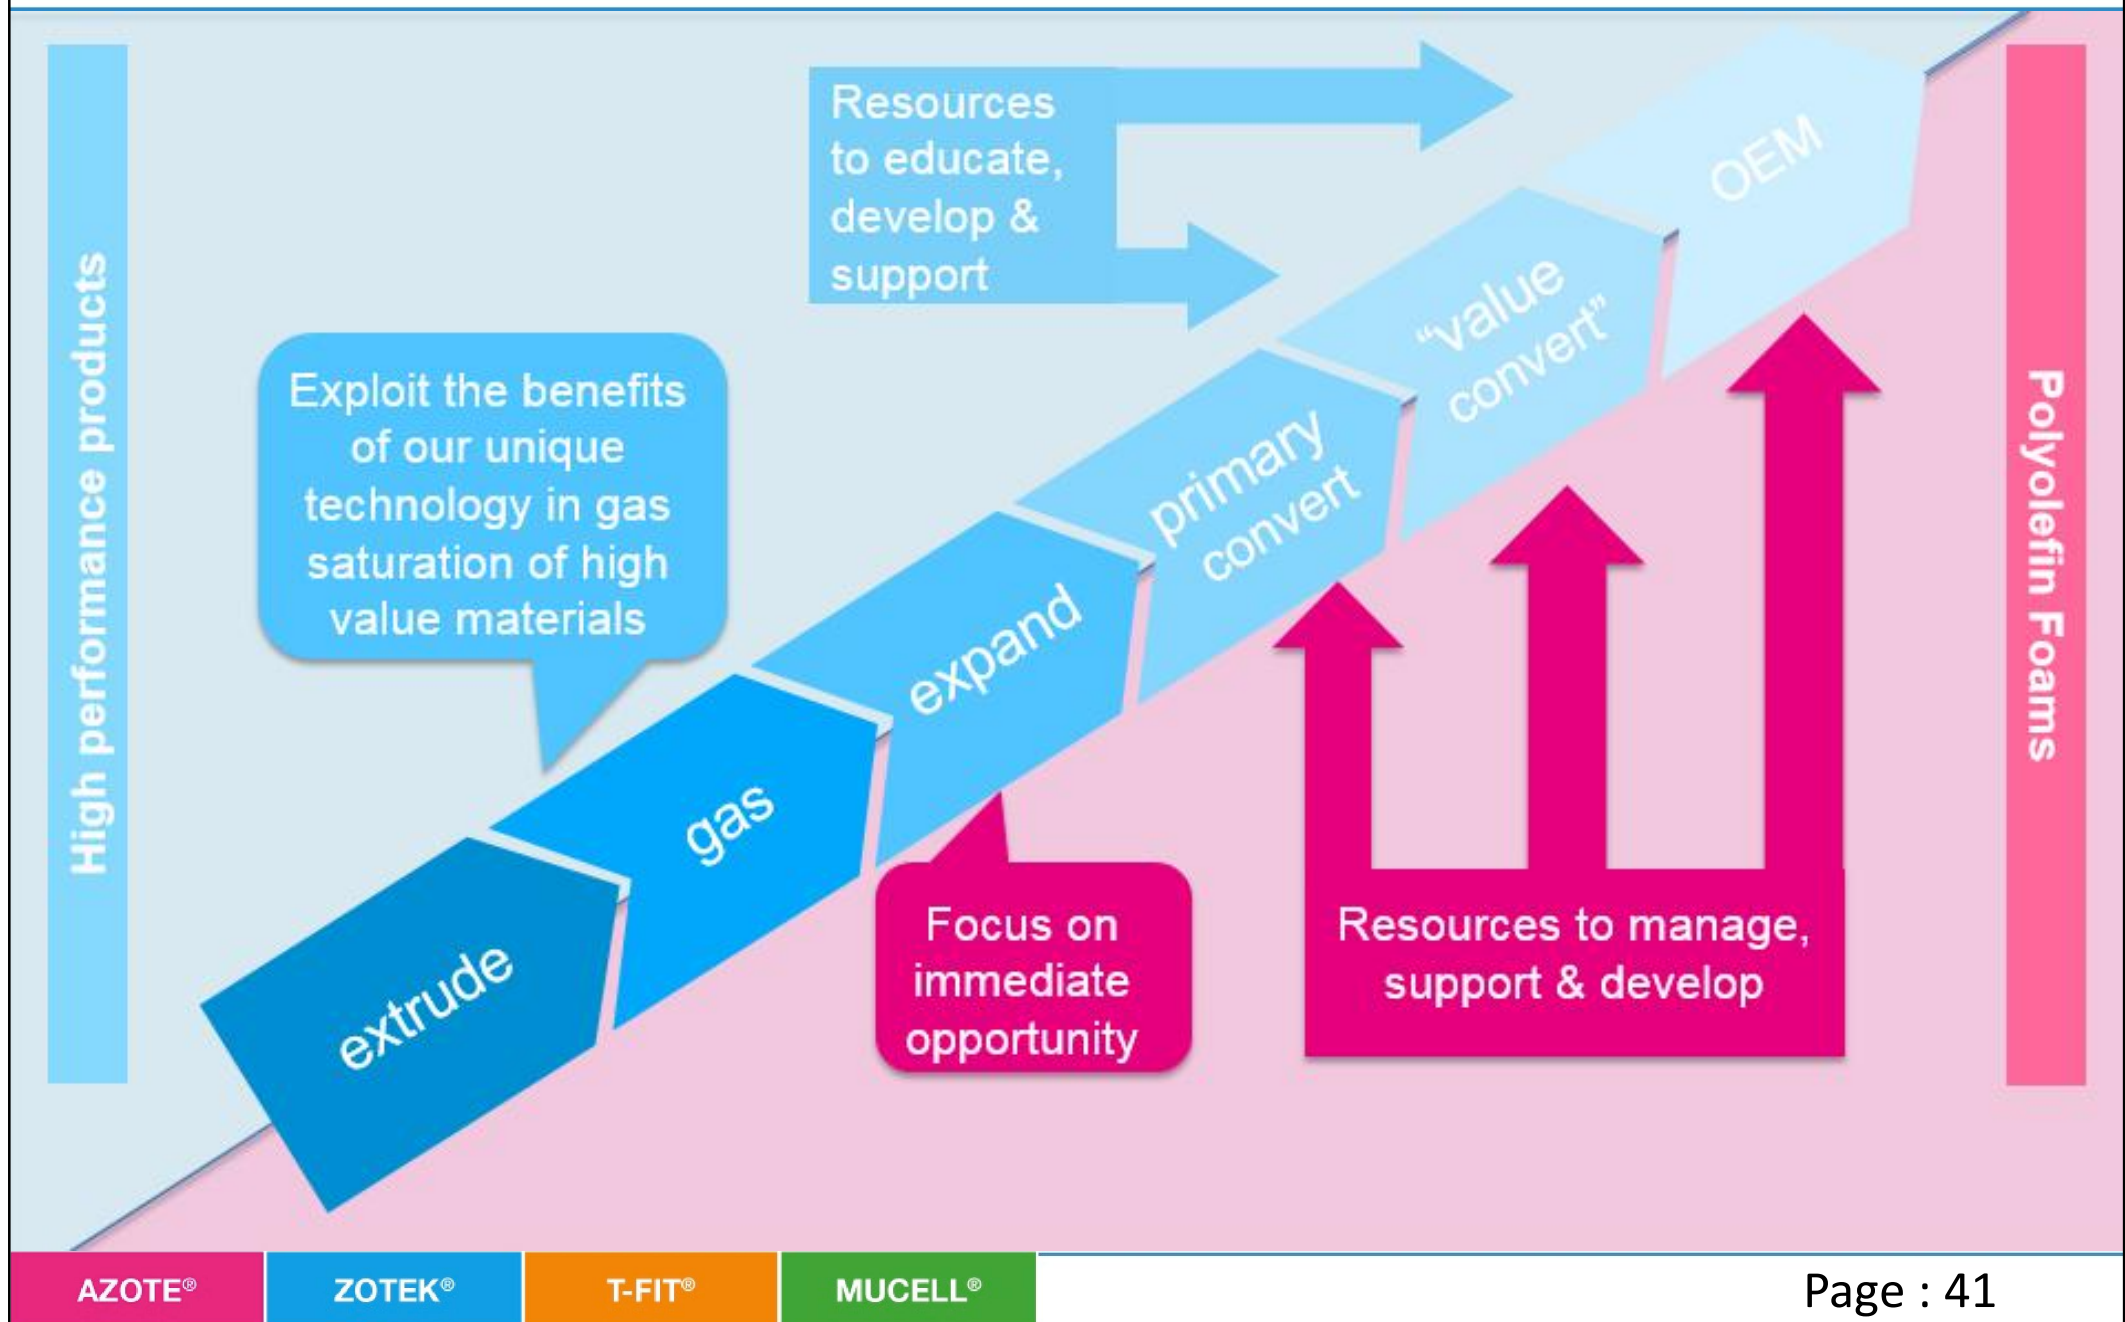 High performance products
Resources
to educate,
develop &
support
Exploit the benefits
of our unique
technology in gas
saturation of high
value materials
extrude
gas
expand
primary
convert
“value
convert”
OEM
Focus on
immediate
opportunity
Resources to manage,
support & develop
Polyolefin Foams
AZOTE®
ZOTEK®
T-FIT®
MUCELL®
Page : 41